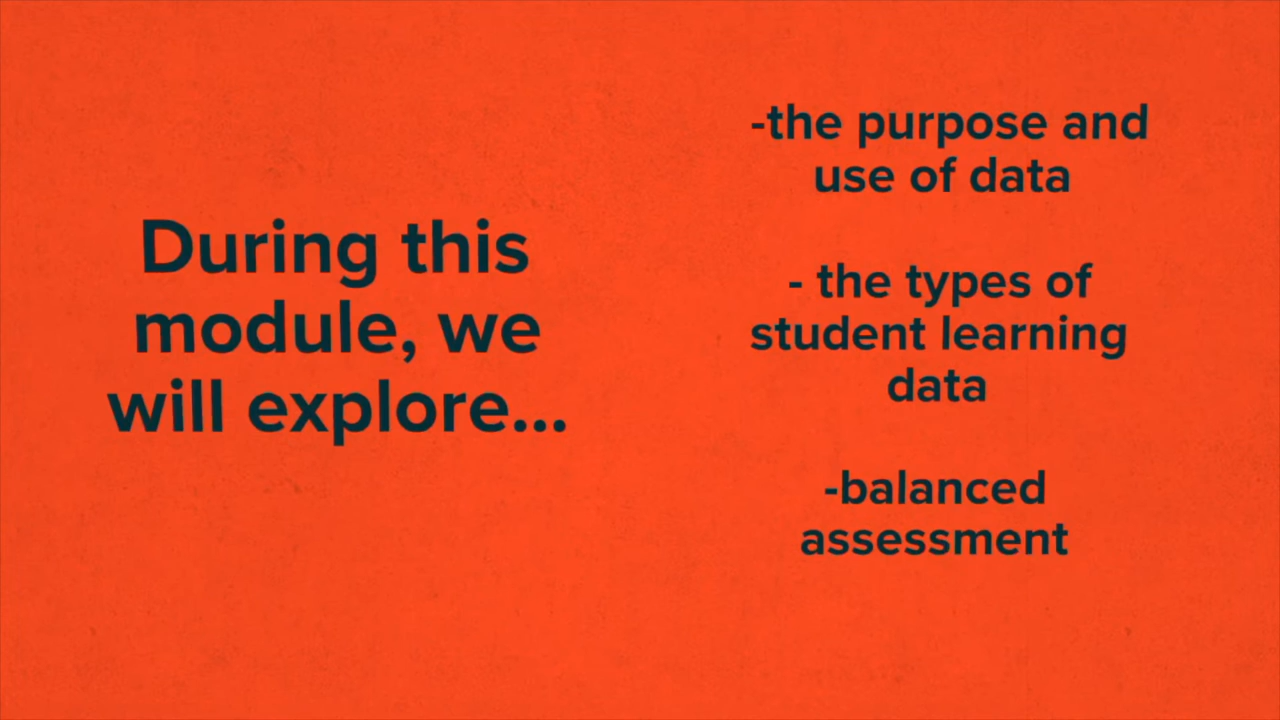 During this
module, we
will explore...
-the purpose and
use of data
- the types of
student learning
data
-balanced
assessment